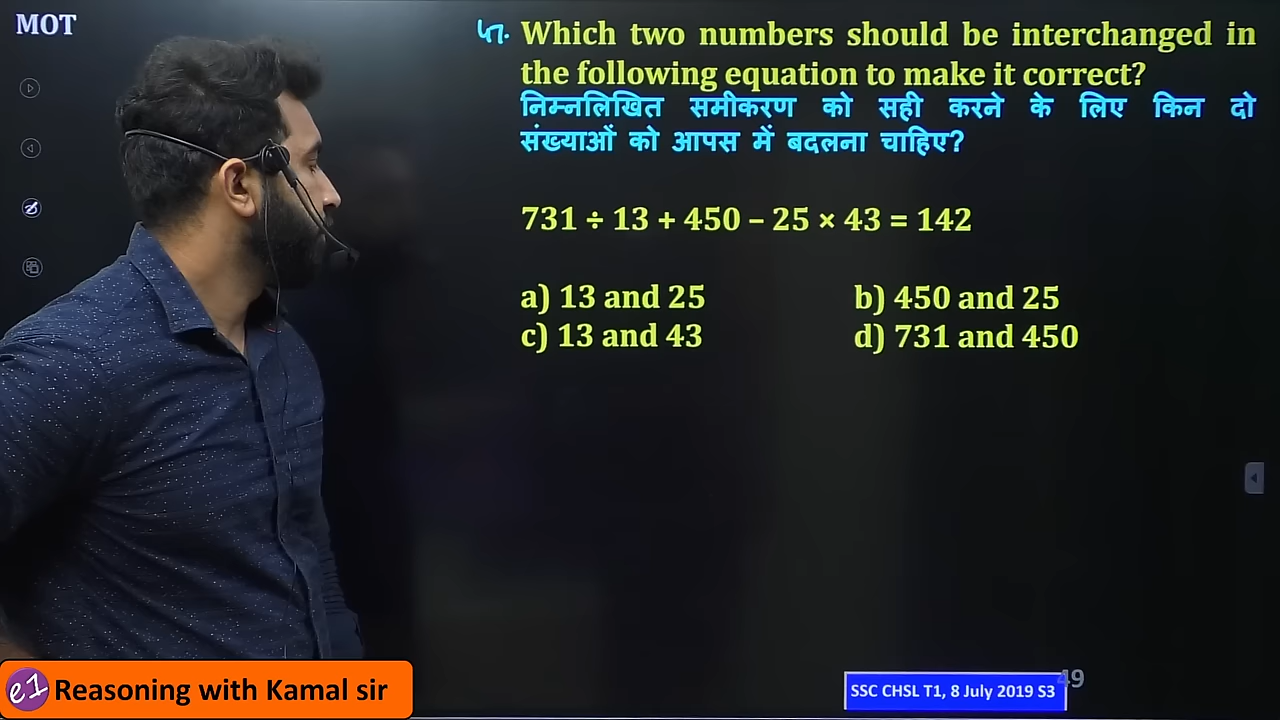 MOT
47. Which two numbers should be interchanged in
the following equation to make it correct?
निम्नलिखित समीकरण को सही करने के लिए किन दो
संख्याओं को आपस में बदलना चाहिए?
731 ÷ 13 + 450 – 25 × 43 = 142
a) 13 and 25 b) 450 and 25
c) 13 and 43 d) 731 and 450
e1 Reasoning with Kamal sir
SSC CHSL T1, 8 July 2019 S3
49